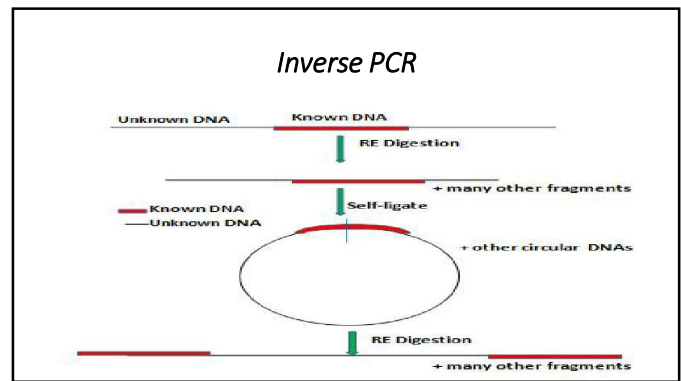 Inverse PCR
Unknown DNA Known DNA
RE Digestion
+ many other fragments
Self-ligate
Known DNA
Unknown DNA
+ other circular DNAs
RE Digestion
+ many other fragments